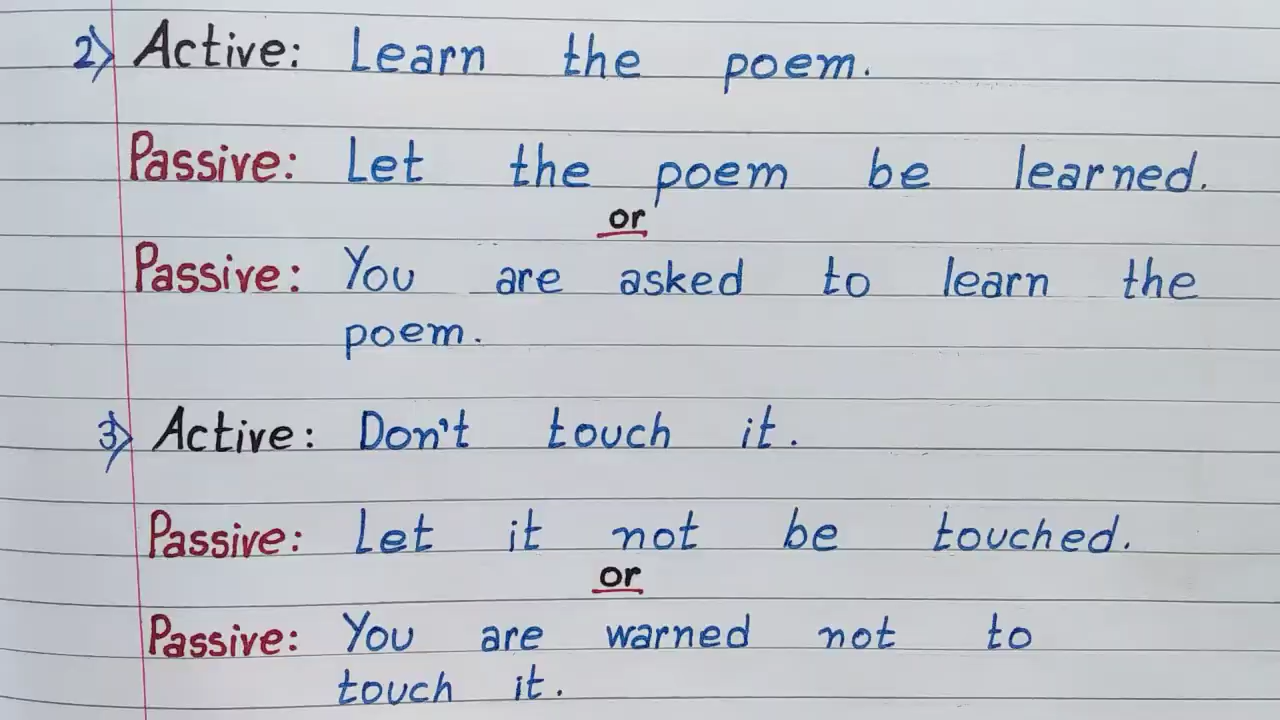 2) Active: Learn the poem.
Passive: Let the poem be learned.
or
Passive: You are asked to learn the
poem.
3) Active: Don't touch it.
Passive: Let it not be touched.
or
Passive: You are warned not to
touch it.